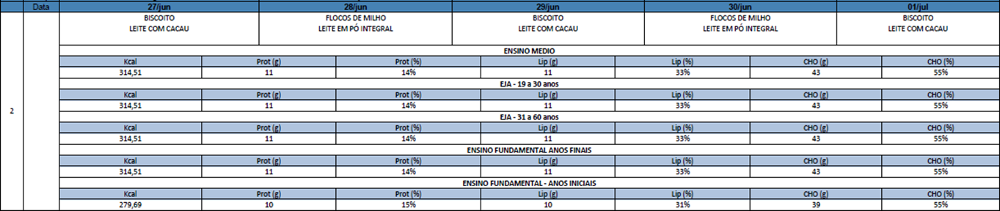 Data 27/jun 28/jun 29/jun 30/jun 01/jul
BISCOITO FLOCOS DE MILHO BISCOITO FLOCOS DE MILHO BISCOITO
LEITE COM CACAU LEITE EM PÓ INTEGRAL LEITE COM CACAU LEITE EM PÓ INTEGRAL LEITE COM CACAU
ENSINO MEDIO
Kcal Prot (g) Prot (%) Lip (g) Lip (%) CHO (g) CHO (%)
314,51 11 14% 11 33% 43 55%
EJA - 19 a 30 anos
Kcal Prot (g) Prot (%) Lip (g) Lip (%) CHO (g) CHO (%)
314,51 11 14% 11 33% 43 55%
2
EJA - 31 a 60 anos
Kcal Prot (g) Prot (%) Lip (g) Lip (%) CHO (g) CHO (%)
314,51 11 14% 11 33% 43 55%
ENSINO FUNDAMENTAL ANOS FINAIS
Kcal Prot (g) Prot (%) Lip (g) Lip (%) CHO (g) CHO (%)
314,51 11 14% 11 33% 43 55%
ENSINO FUNDAMENTAL - ANOS INICIAIS
Kcal Prot (g) Prot (%) Lip (g) Lip (%) CHO (g) CHO (%)
279,69 10 15% 10 31% 39 55%